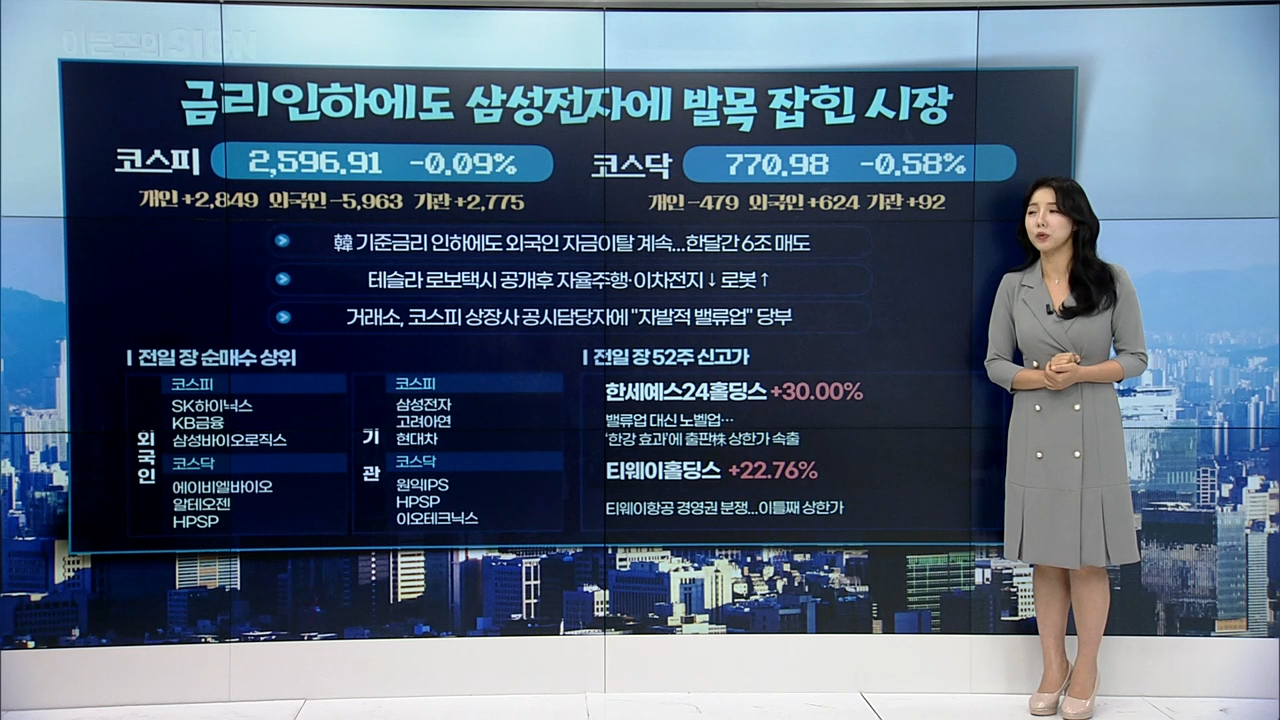 이번주의 SIGN
금리인하에도 삼성전자에 발목 잡힌 시장
코스피 2,596.91 -0.09%
개인+2,849 외국인-5,963 기관+2,775
코스닥 770.98 -0.58%
개인-479 외국인+624 기관+92
韓 기준금리 인하에도 외국인 자금이탈 계속...한달간 6조 매도
테슬라 로보택시 공개후 자율주행·이차전지↓ 로봇↑
거래소, 코스피 상장사 공시담당자에 "자발적 밸류업" 당부
전일 장 순매수 상위
외국인
코스피
SK하이닉스
KB금융
삼성바이오로직스
코스닥
에이비엘바이오
알테오젠
HPSP
기관
코스피
삼성전자
고려아연
현대차
코스닥
원익IPS
HPSP
이오테크닉스
전일 장 52주 신고가
한세예스24홀딩스 +30.00%
밸류업 대신 노벨업…
'한강 효과'에 출판株 상한가 속출
티웨이홀딩스 +22.76%
티웨이항공 경영권 분쟁...이틀째 상한가